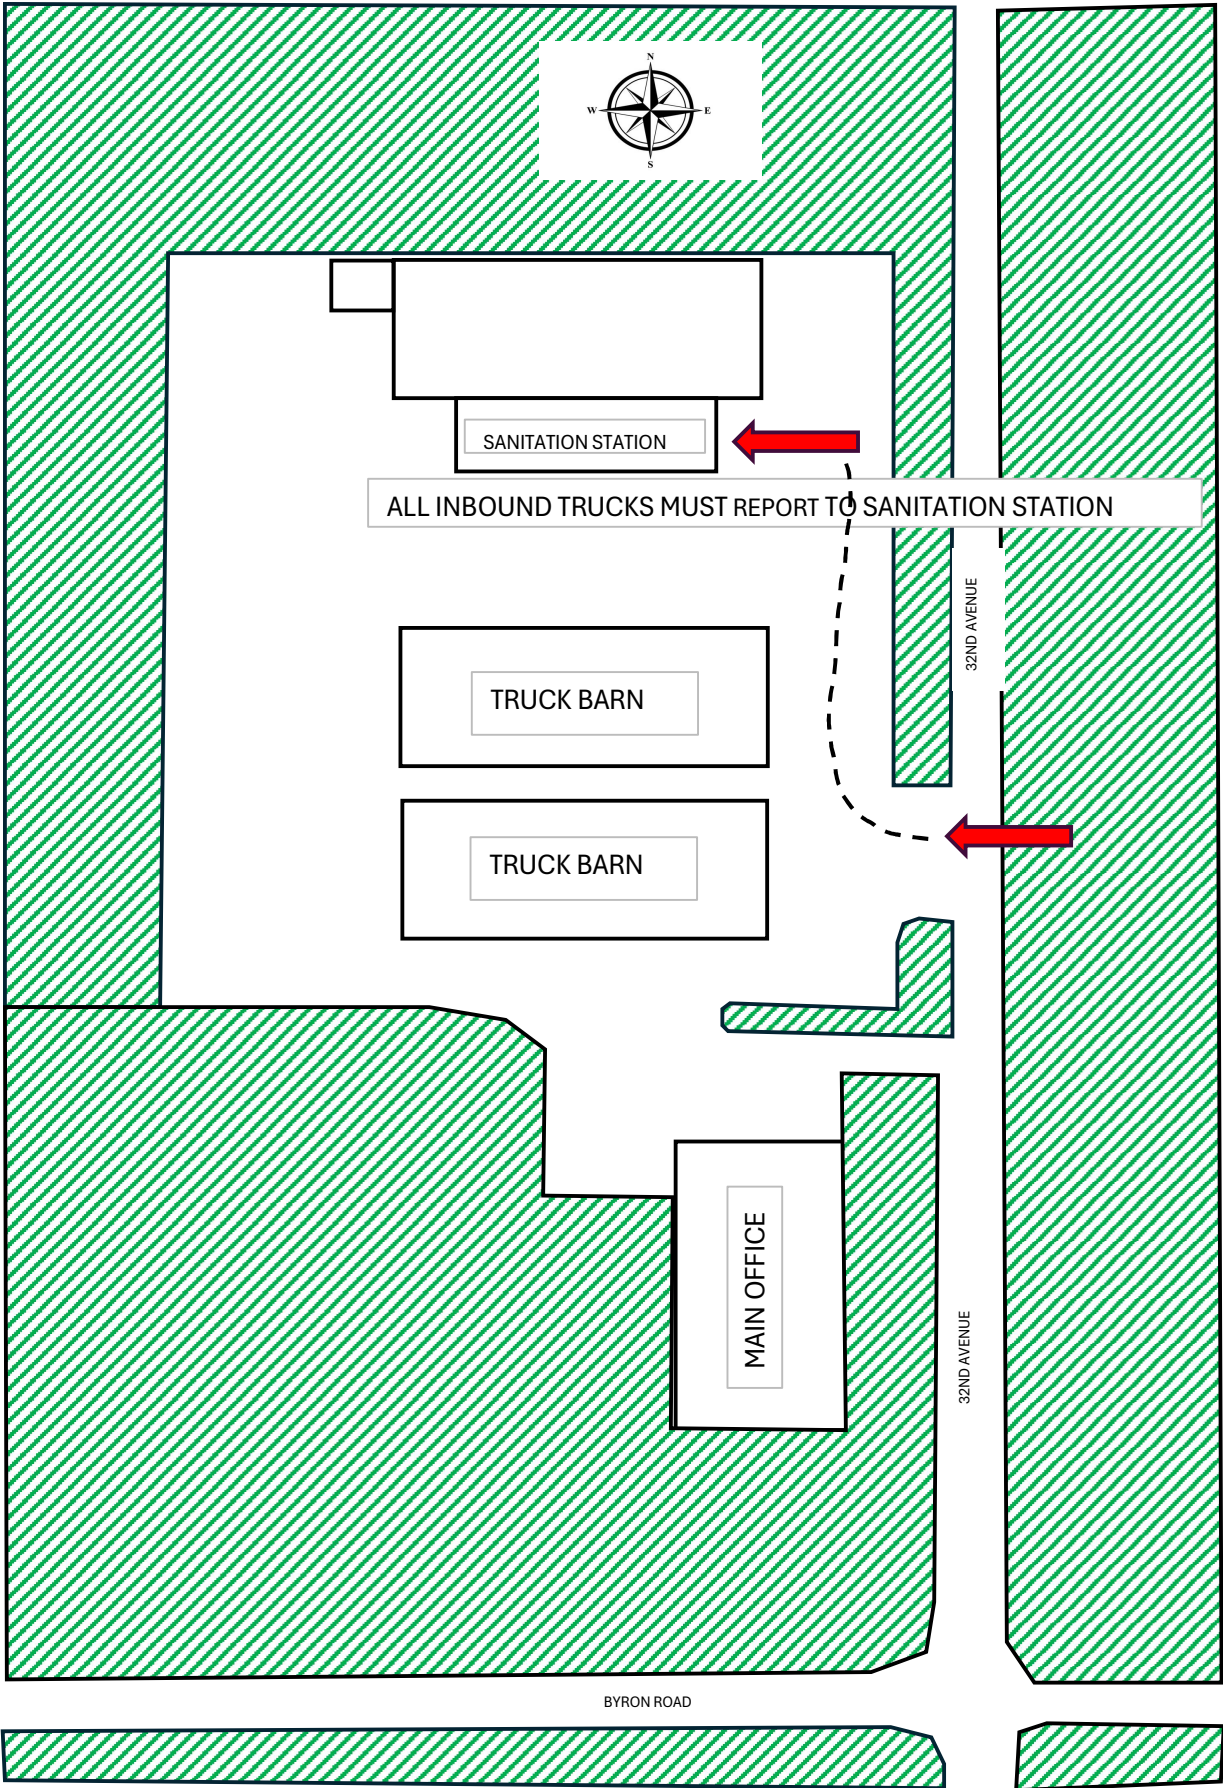 N
W E
S
SANITATION STATION
ALL INBOUND TRUCKS MUST REPORT TO SANITATION STATION
32ND AVENUE
TRUCK BARN
TRUCK BARN
MAIN OFFICE
32ND AVENUE
BYRON ROAD